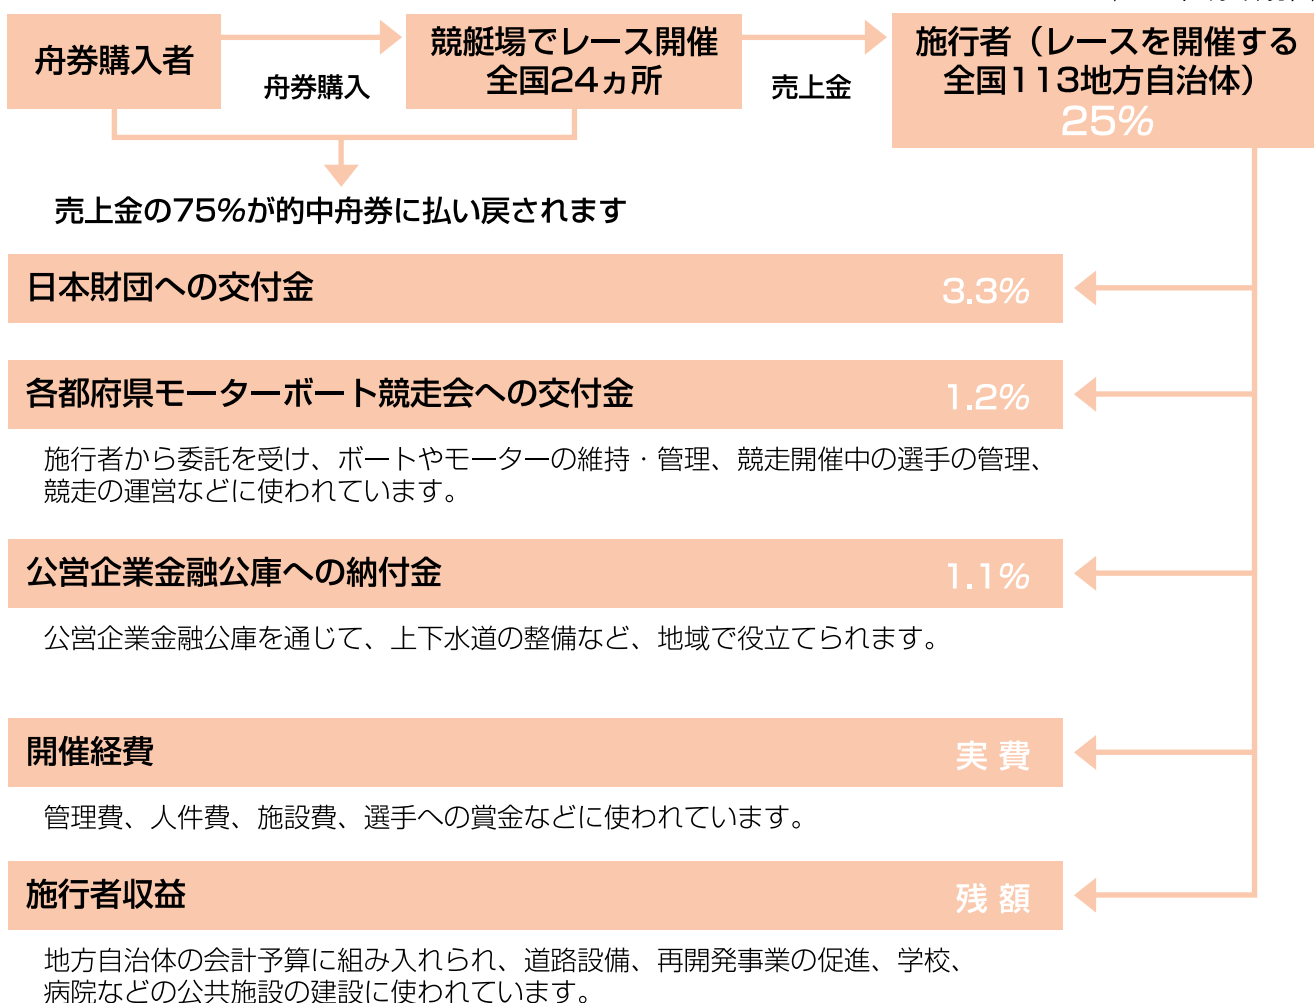 舟券購入者
舟券購入
競艇場でレース開催
全国24ヵ所
売上金
施行者（レースを開催する
全国113地方自治体）
25%
売上金の75%が的中舟券に払い戻されます
日本財団への交付金 3.3%
各都府県モーターボート競走会への交付金 1.2%
施行者から委託を受け、ボートやモーターの維持・管理、競走開催中の選手の管理、
競走の運営などに使われています。
公営企業金融公庫への納付金 1.1%
公営企業金融公庫を通じて、上下水道の整備など、地域で役立てられます。
開催経費 実費
管理費、人件費、施設費、選手への賞金などに使われています。
施行者収益 残額
地方自治体の会計予算に組み入れられ、道路設備、再開発事業の促進、学校、
病院などの公共施設の建設に使われています。